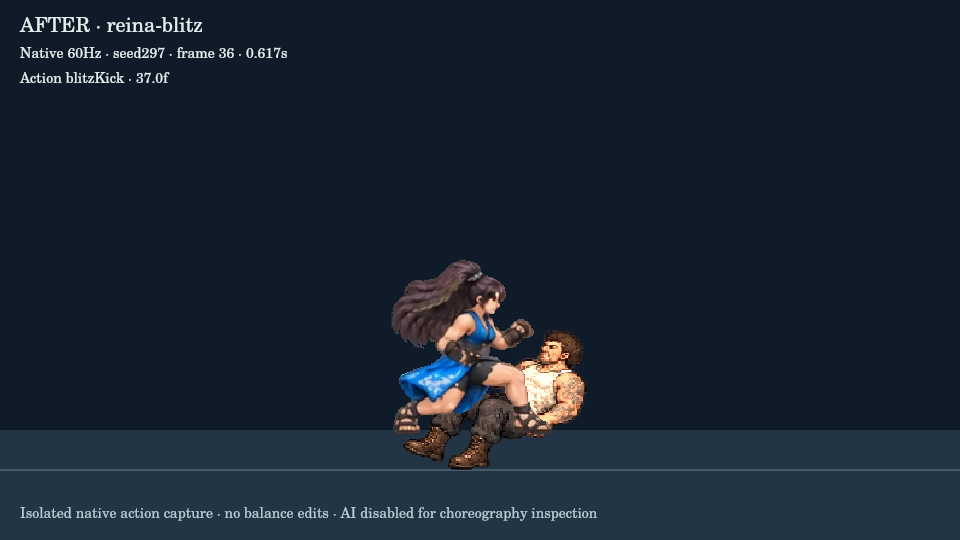 AFTER · reina-blitz
Native 60Hz · seed297 · frame 36 · 0.617s
Action blitzKick · 37.0f
Isolated native action capture · no balance edits · AI disabled for choreography inspection